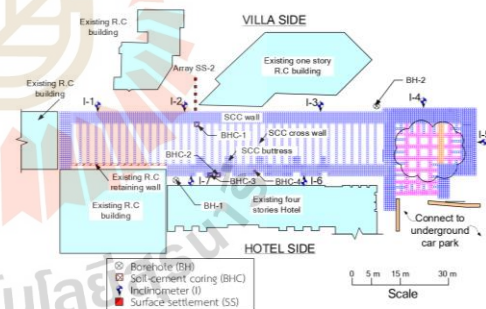 VILLA SIDE
Existing R.C
building
Array SS-2
Existing one story
R.C building
Existing R.C
building
BH-2
I-1
I-2
I-3
I-4
SCC wall
BHC-1
SCC cross wall
I-5
BHC-2
SCC buttress
Existing R.C
retaining wall
I-7
BHC-3
BHC-4
I-6
BH-1
Existing R.C
building
Existing four
stories Hotel
Connect to
underground
car park
HOTEL SIDE
Borehole (BH)
Soil-cement coring (BHC)
Inclinometer (I)
Surface settlement (SS)
0 5 m 15 m 30 m
Scale